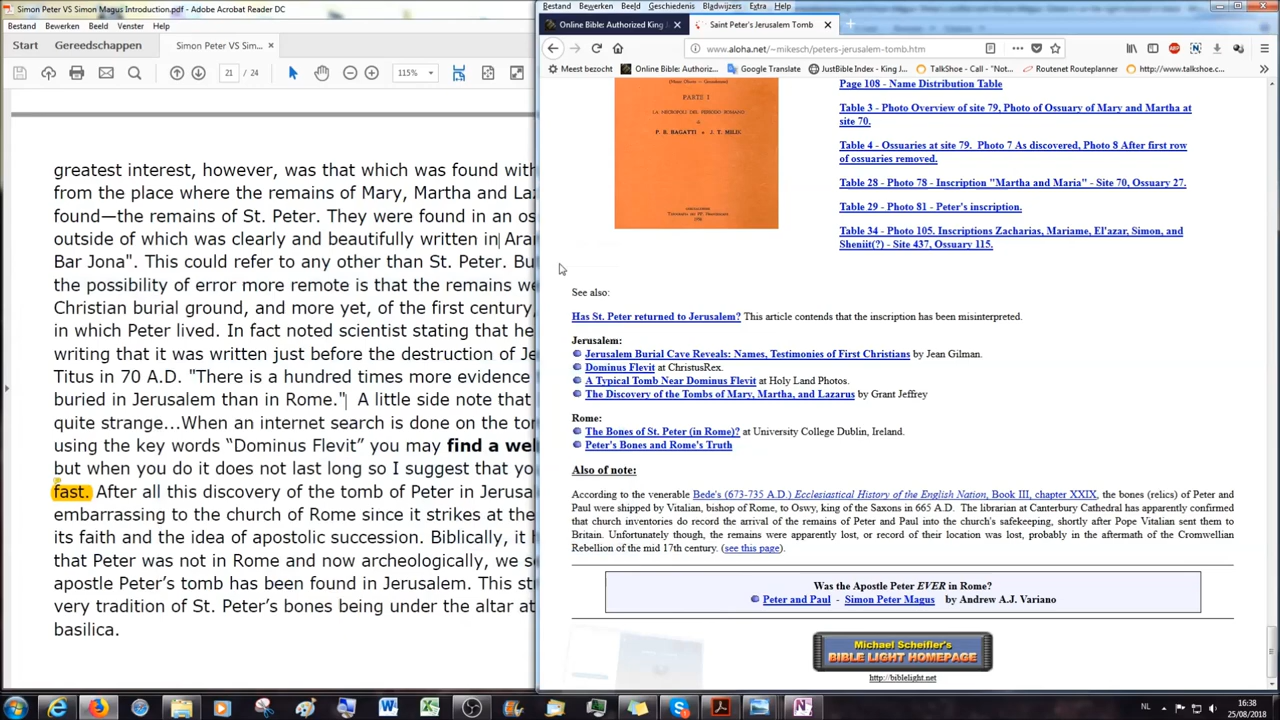 Simon Peter VS Simon Magus Introduction.pdf - Adobe Acrobat Reader DC
Bestand Bewerken Beeld Venster Help
Start Gereedschappen Simon Peter VS Sim... ×
21 / 24 115%
greatest interest, however, was that which was found with
from the place where the remains of Mary, Martha and Laz
found—the remains of St. Peter. They were found in an os
outside of which was clearly and beautifully written in Aran
Bar Jona". This
refer to any other than St. Peter. Bu
the possibility of error more remote is that the remains we
Christian burial ground, and more yet, of the first century,
in which Peter lived. In fact noted scientist stating that he
writing that it was written just before the destruction of Je
Titus in 70 A.D. "There is a hundred times more evidence
buried in Jerusalem than in Rome." A little side note that
quite strange...When an internet search is done on the ton
using the key words “Dominus Flevit” you may find a wel
but when you do it does not last long so I suggest that yo
fast. After all this discovery of the tomb of Peter in Jerusa
embarrassing to the church of Rome since it strikes at the
its faith and the idea of apostolic succession. Biblically, it h
that Peter was not in Rome and now archeologically, we se
apostle Peter’s tomb has been found in Jerusalem. This st
very tradition of St. Peter’s bones being under the altar at
basilica.
Bestand Bewerken Beeld Geschiedenis Bladwijzers Extra Help
Online Bible: Authorized King × Saint Peter's Jerusalem Tomb × +
www.aloha.net/~mikesch/peters-jerusalem-tomb.htm
Meest bezocht Online Bible: Authoriz... Google Translate JustBible Index - King J... TalkShoe - Call - "Not... Routenet Routeplanner http://www.talkshoe.c...
PARTE I
LA NECROPOLI DEL PERIODO ROMANO
Page 108 - Name Distribution Table
Table 3 - Photo Overview of site 79, Photo of Ossuary of Mary and Martha at
site 70.
Table 4 - Ossuaries at site 79. Photo 7 As discovered, Photo 8 After first row
of ossuaries removed.
Table 28 - Photo 78 - Inscription "Martha and Maria" - Site 70, Ossuary 27.
Table 29 - Photo 81 - Peter's inscription.
Table 34 - Photo 105. Inscriptions Zacharias, Mariame, El'azar, Simon, and
Sheniit(?) - Site 437, Ossuary 115.
See also:
Has St. Peter returned to Jerusalem? This article contends that the inscription has been misinterpreted.
Jerusalem:
Jerusalem Burial Cave Reveals: Names, Testimonies of First Christians by Jean Gilman.
Dominus Flevit at ChristusRex.
A Typical Tomb Near Dominus Flevit at Holy Land Photos.
The Discovery of the Tombs of Mary, Martha, and Lazarus by Grant Jeffrey
Rome:
The Bones of St. Peter (in Rome)? at University College Dublin, Ireland.
Peter's Bones and Rome's Truth
Also of note:
According to the venerable Bede's (673-735 A.D.) Ecclesiastical History of the English Nation, Book III, chapter XXIX, the bones (relics) of Peter and
Paul were shipped by Vitalian, bishop of Rome, to Oswy, king of the Saxons in 665 A.D. The librarian at Canterbury Cathedral has apparently confirmed
that church inventories do record the arrival of the remains of Peter and Paul into the church's safekeeping, shortly after Pope Vitalian sent them to
Britain. Unfortunately though, the remains were apparently lost, or record of their location was lost, probably in the aftermath of the Cromwellian
Rebellion of the mid 17th century. (see this page).
Was the Apostle Peter EVER in Rome?
Peter and Paul - Simon Peter Magus by Andrew A.J. Variano
Michael Scheifler's
BIBLE LIGHT HOMEPAGE
http://biblelight.net
16:38
25/08/2018